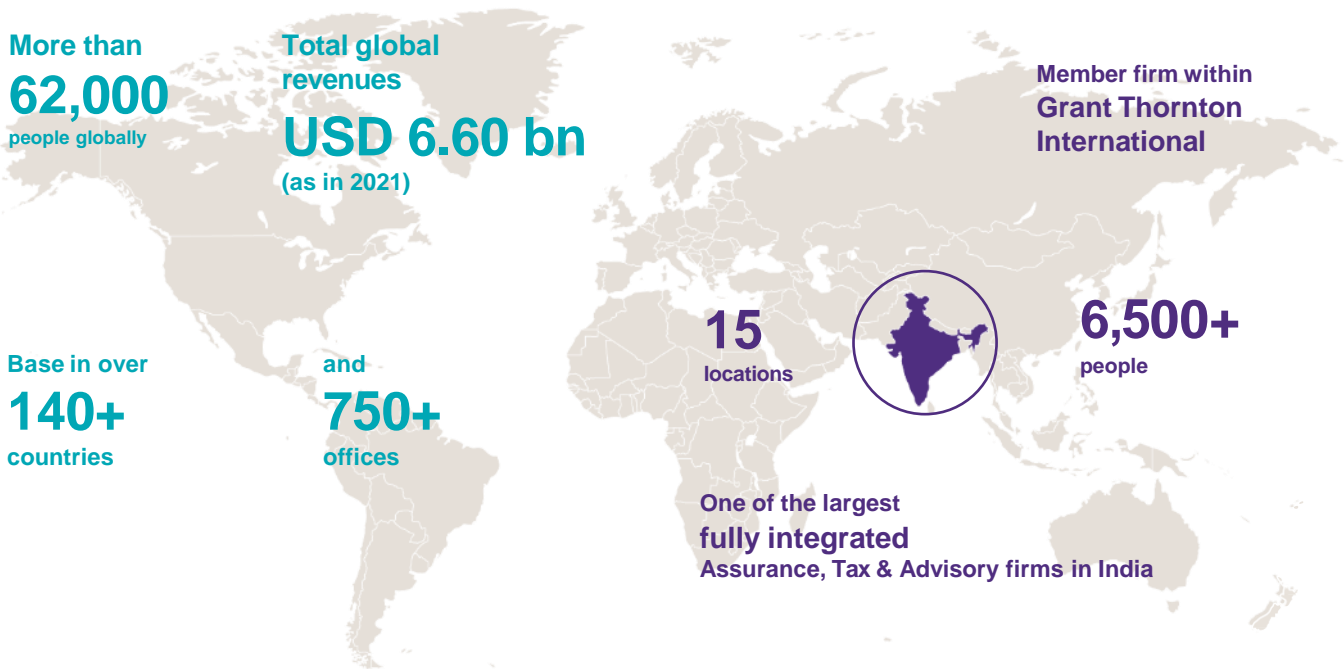 More than
62,000
people globally
Total global
revenues
USD 6.60 bn
(as in 2021)
Member firm within
Grant Thornton
International
15
locations
6,500+
people
Base in over
140+
countries
and
750+
offices
One of the largest
fully integrated
Assurance, Tax & Advisory firms in India